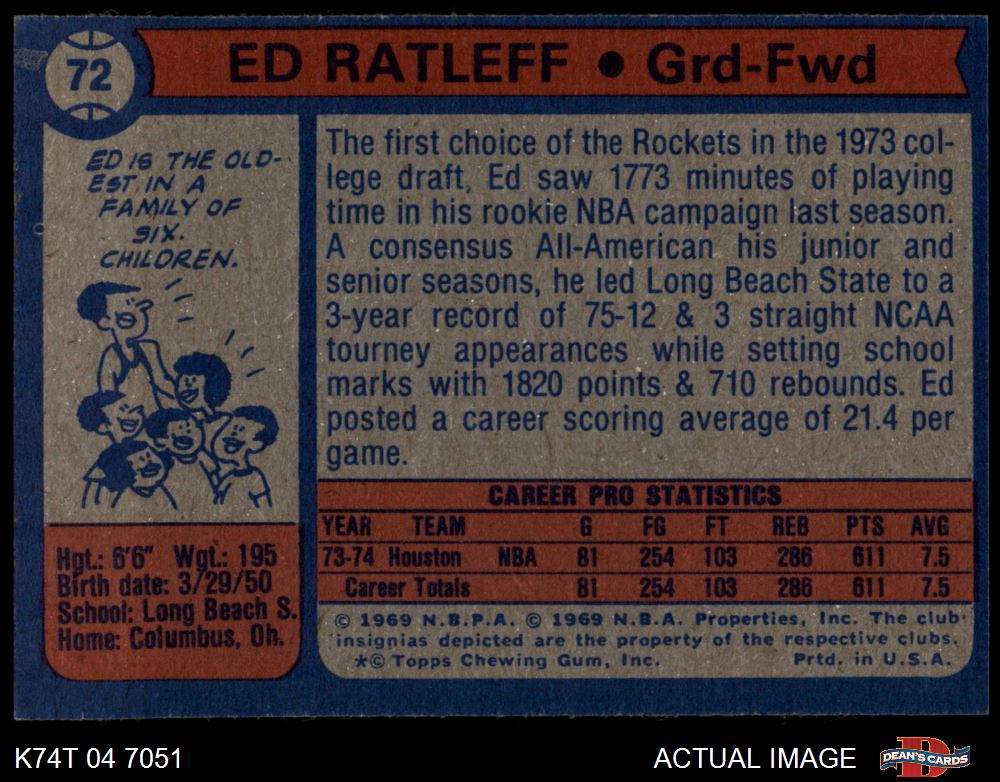 72
ED RATLEFF • Grd-Fwd
ED IS THE OLD-
EST IN A
FAMILY OF
SIX.
CHILDREN.
The first choice of the Rockets in the 1973 col-
lege draft, Ed saw 1773 minutes of playing
time in his rookie NBA campaign last season.
A consensus All-American his junior and
senior seasons, he led Long Beach State to a
3-year record of 75-12 & 3 straight NCAA
tourney appearances while setting school
marks with 1820 points & 710 rebounds. Ed
posted a career scoring average of 21.4 per
game.
Hgt.: 6'6" Wgt.: 195
Birth date: 3/29/50
School: Long Beach S.
Home: Columbus, Oh.
CAREER PRO STATISTICS
YEAR TEAM G FG FT REB PTS AVG
73-74 Houston NBA 81 254 103 286 611 7.5
Career Totals 81 254 103 286 611 7.5
© 1969 N.B.P.A. © 1969 N.B.A. Properties, Inc. The club
insignias depicted are the property of the respective clubs.
*© Topps Chewing Gum, Inc. Prtd. in U.S.A.
K74T 04 7051 ACTUAL IMAGE DEAN'S CARDS